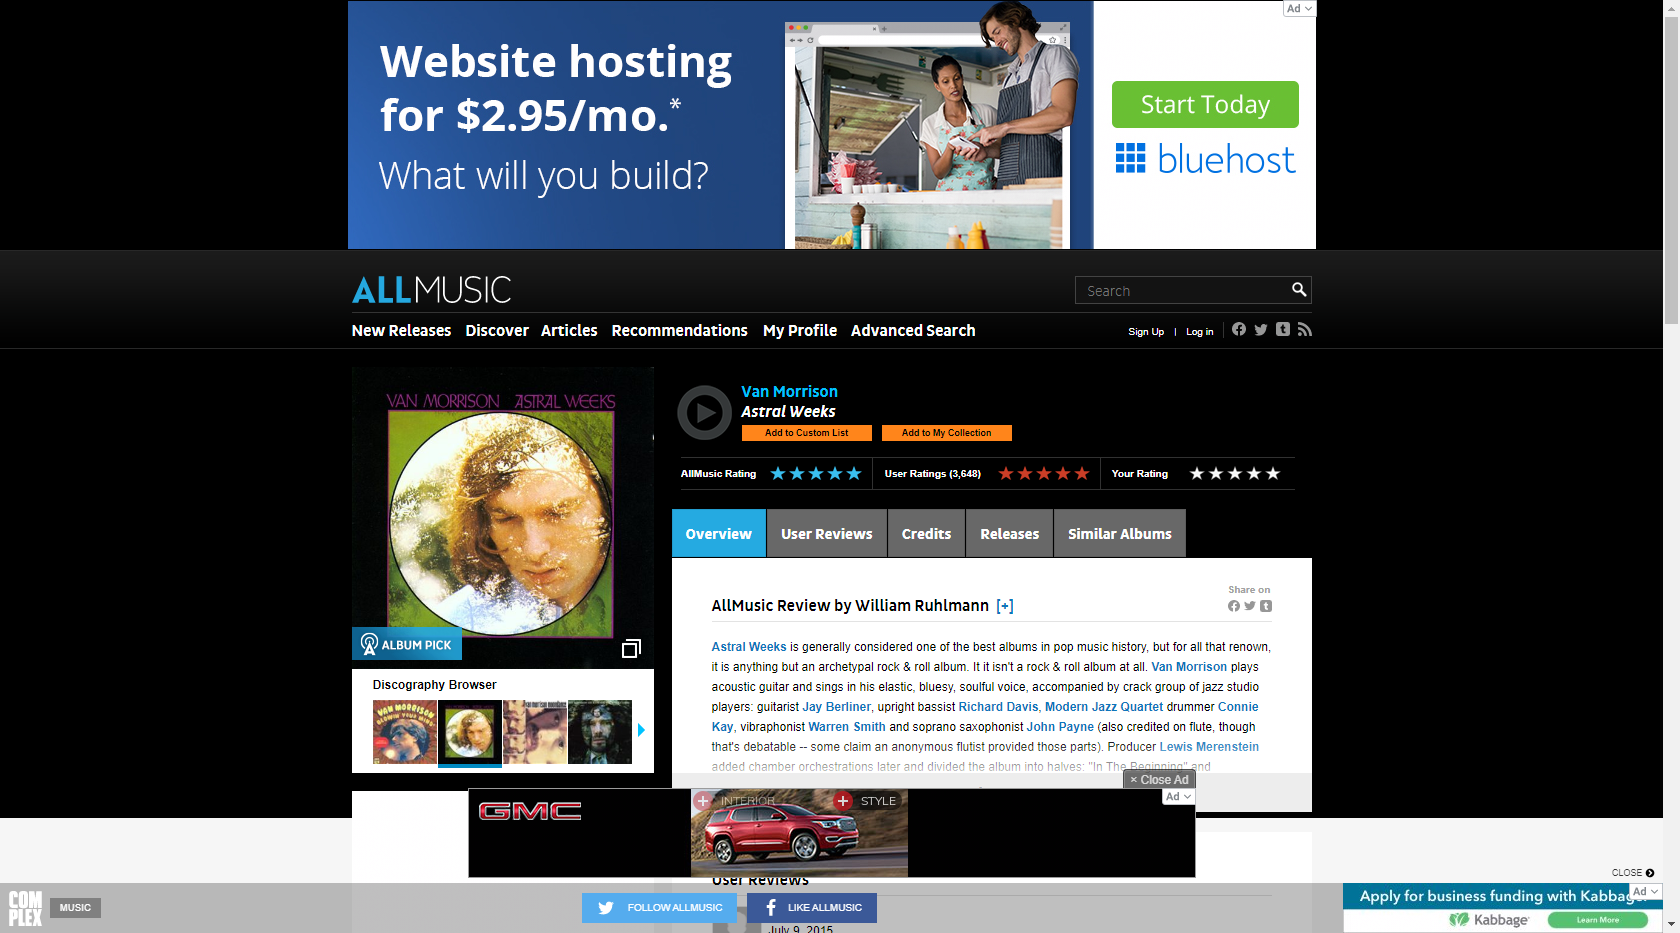 Website hosting
for $2.95/mo.*
What will you build?
Start Today
bluehost
Ad
ALLMUSIC
Search
New Releases Discover Articles Recommendations My Profile Advanced Search
Sign Up | Log in
VAN MORRISON ASTRAL WEEKS
ALBUM PICK
Van Morrison
Astral Weeks
Add to Custom List Add to My Collection
AllMusic Rating User Ratings (3,648) Your Rating
Overview User Reviews Credits Releases Similar Albums
Share on
AllMusic Review by William Ruhlmann [+]
Astral Weeks is generally considered one of the best albums in pop music history, but for all that renown,
it is anything but an archetypal rock & roll album. It it isn't a rock & roll album at all. Van Morrison plays
acoustic guitar and sings in his elastic, bluesy, soulful voice, accompanied by crack group of jazz studio
players: guitarist Jay Berliner, upright bassist Richard Davis, Modern Jazz Quartet drummer Connie
Kay, vibraphonist Warren Smith and soprano saxophonist John Payne (also credited on flute, though
that's debatable -- some claim an anonymous flutist provided those parts). Producer Lewis Merenstein
added chamber orchestrations later and divided the album into halves: "In The Beginning" and
Discography Browser
VAN MORRISON
× Close Ad
Ad
GMC
INTERIOR STYLE
User Reviews
July 9, 2015
COM
PLEX
MUSIC
FOLLOW ALLMUSIC
LIKE ALLMUSIC
CLOSE
Apply for business funding with Kabbage.
Ad
Kabbage
Learn More